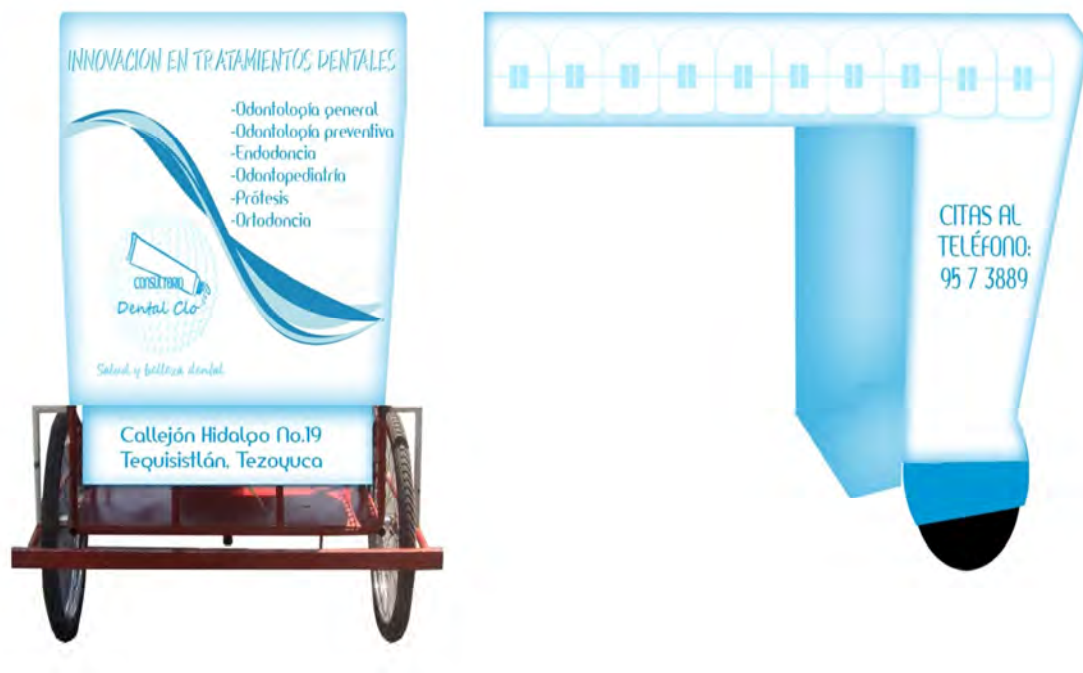 INNOVACION EN TRATAMIENTOS DENTALES
-Odontología general
-Odontología preventiva
-Endodoncia
-Odontopediatría
-Prótesis
-Ortodoncia
CONSULTORIO
Dental Clo
Salud y belleza dental
Callejón Hidalgo No.19
Tequisistlán, Tezoyuca
CITAS AL
TELÉFONO:
95 7 3889